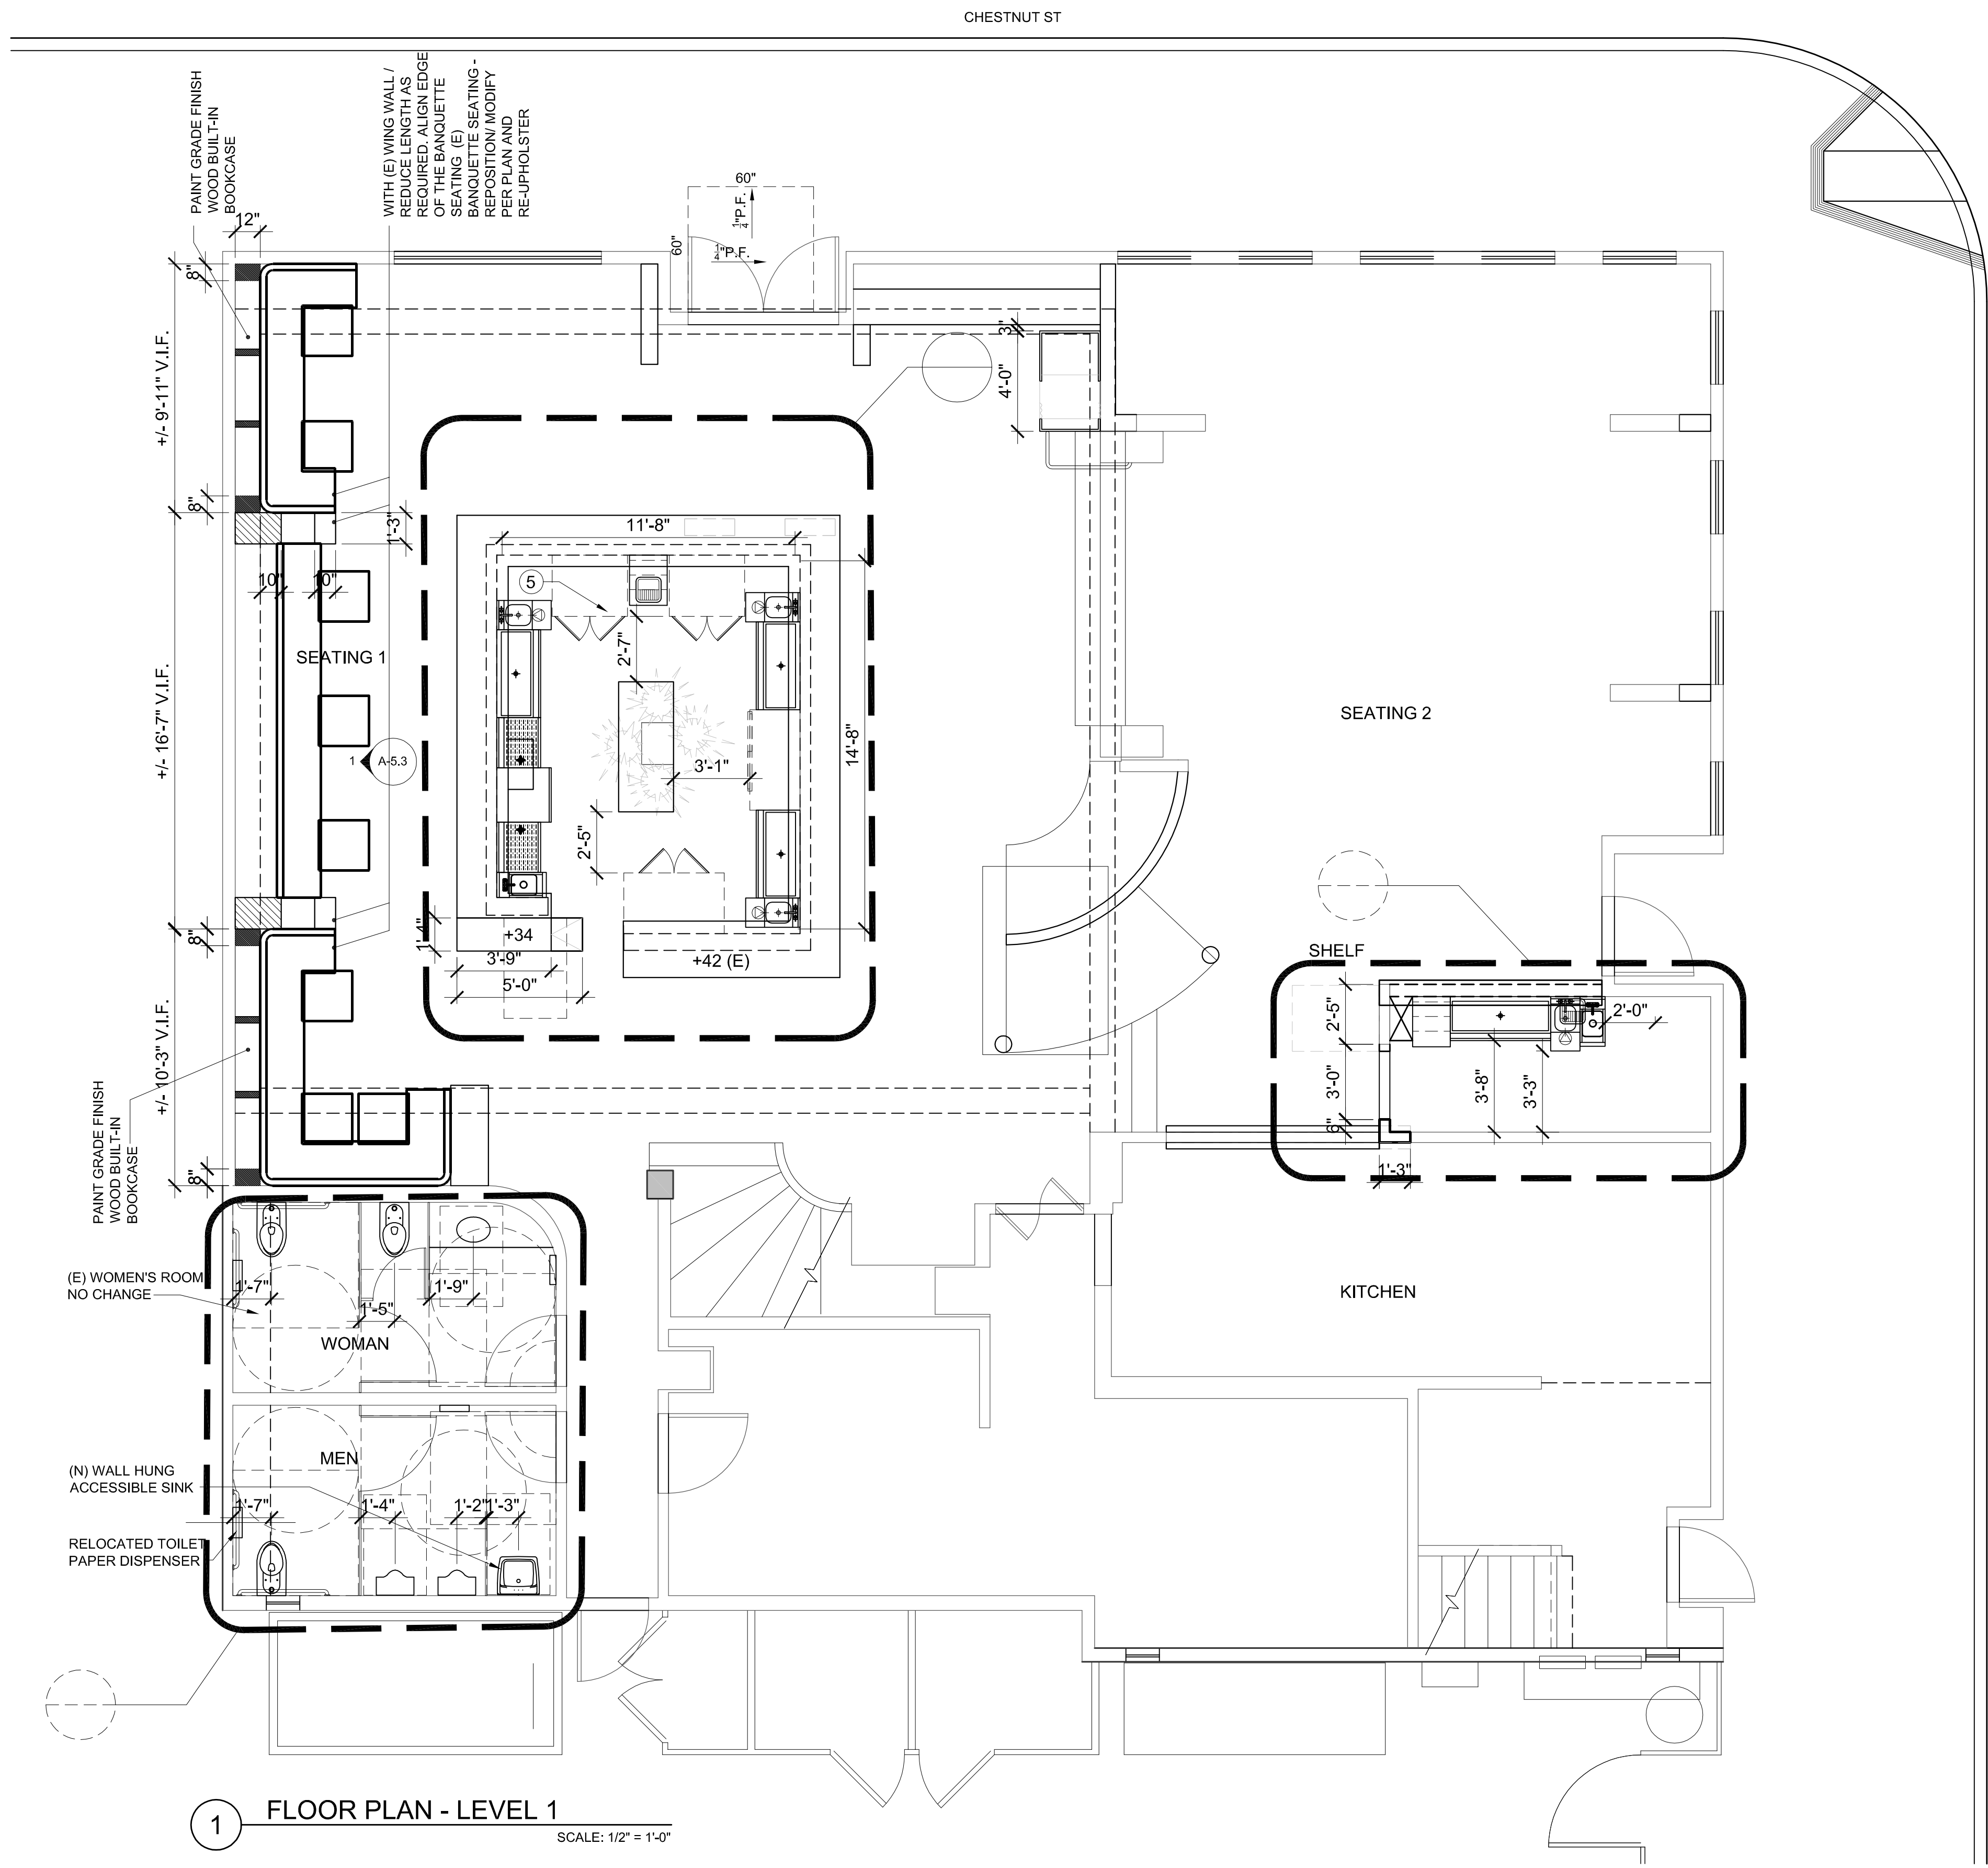 CHESTNUT ST
PAINT GRADE FINISH
WOOD BUILT-IN
BOOKCASE
WITH (E) WING WALL /
REDUCE LENGTH AS
REQUIRED. ALIGN EDGE
OF THE BANQUETTE
SEATING (E)
BANQUETTE SEATING -
REPOSITION/ MODIFY
PER PLAN AND
RE-UPHOLSTER
60"
1/4"P.F.
60"
1/4"P.F.
12"
8"
+/- 9'-11" V.I.F.
8"
3"
4'-0"
1'-3"
11'-8"
10"
10"
5
2'-7"
SEATING 1
+/- 16'-7" V.I.F.
SEATING 2
14'-8"
1
A-5.3
3'-1"
2'-5"
8"
1'-4"
+34
3'-9"
+42 (E)
5'-0"
SHELF
2'-5"
2'-0"
3'-0"
3'-8"
3'-3"
6"
1'-3"
+/- 10'-3" V.I.F.
PAINT GRADE FINISH
WOOD BUILT-IN
BOOKCASE
8"
(E) WOMEN'S ROOM
NO CHANGE
1'-7"
1'-9"
1'-5"
WOMAN
KITCHEN
MEN
(N) WALL HUNG
ACCESSIBLE SINK
1'-7"
1'-4"
1'-2"
1'-3"
RELOCATED TOILET
PAPER DISPENSER
1
FLOOR PLAN - LEVEL 1
SCALE: 1/2" = 1'-0"